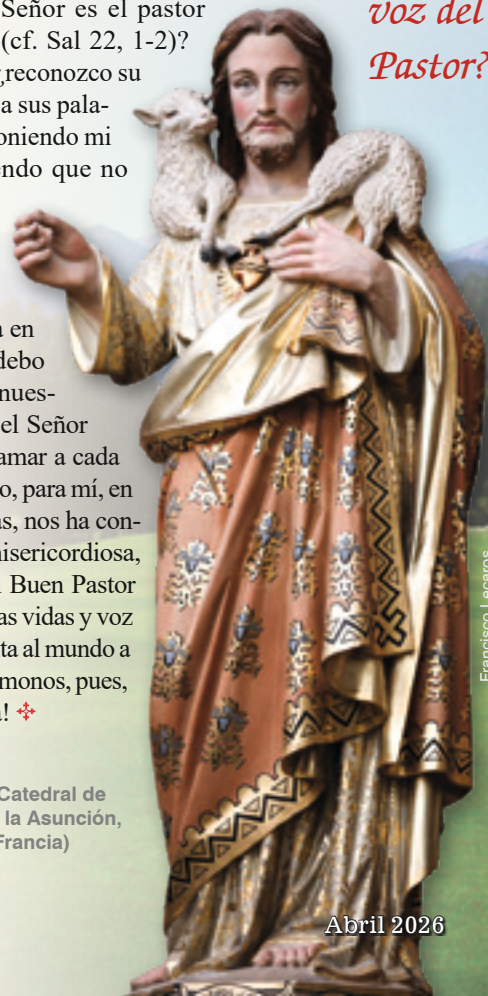 Señor es el pastor
(cf. Sal 22, 1-2)?
¿reconozco su
a sus pala-
oniendo mi
endo que no
voz del
Pastor?
a en
debo
nues-
el Señor
amar a cada
o, para mí, en
as, nos ha con-
misericordiosa,
l Buen Pastor
as vidas y voz
ta al mundo a
monos, pues,
a! ✣
Catedral de
la Asunción,
Francia)
Francisco Lecaros
Abril 2026